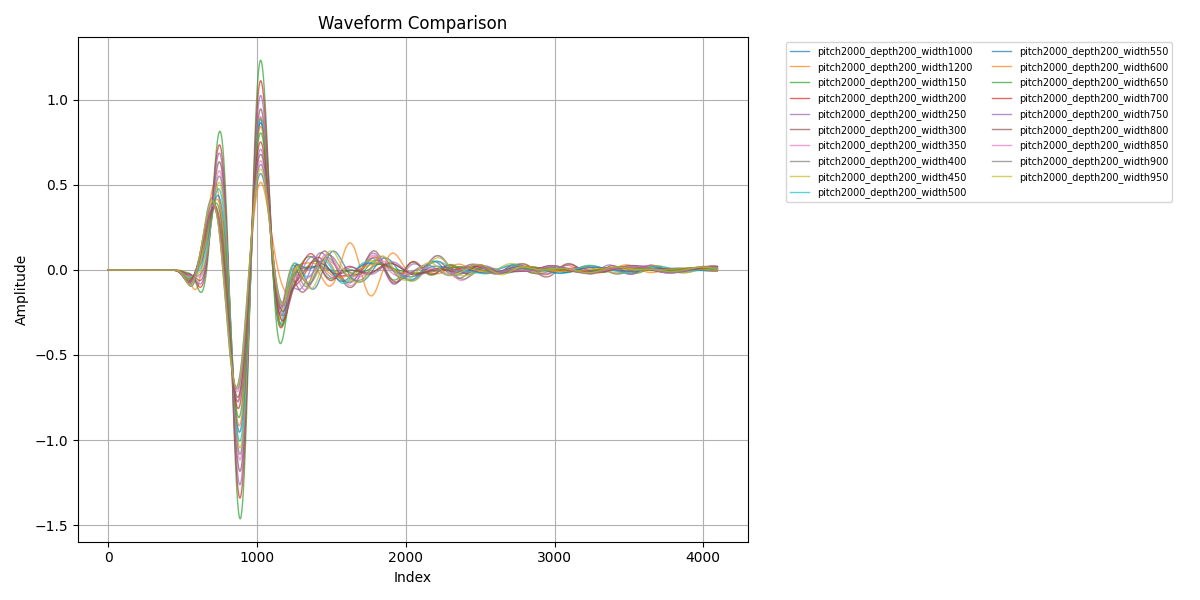 Waveform Comparison
1.0
0.5
0.0
−0.5
−1.0
−1.5
Amplitude
0
1000
2000
3000
4000
Index
pitch2000_depth200_width1000
pitch2000_depth200_width1200
pitch2000_depth200_width150
pitch2000_depth200_width200
pitch2000_depth200_width250
pitch2000_depth200_width300
pitch2000_depth200_width350
pitch2000_depth200_width400
pitch2000_depth200_width450
pitch2000_depth200_width500
pitch2000_depth200_width550
pitch2000_depth200_width600
pitch2000_depth200_width650
pitch2000_depth200_width700
pitch2000_depth200_width750
pitch2000_depth200_width800
pitch2000_depth200_width850
pitch2000_depth200_width900
pitch2000_depth200_width950